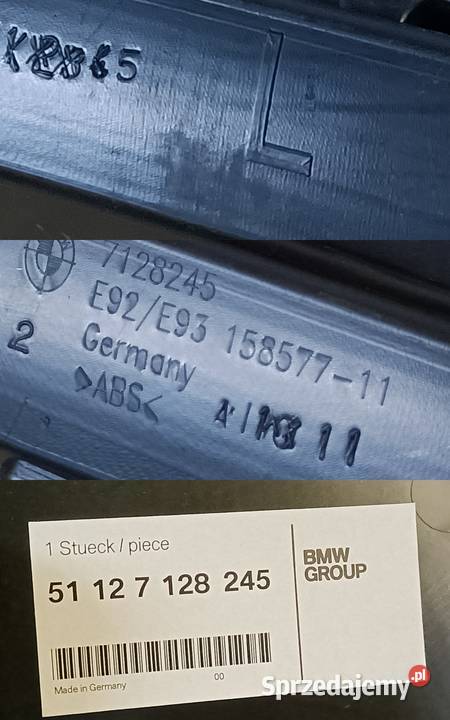 L
7128245
E92/E93 158577-11
Germany
2
>ABS<
11
1 Stueck / piece
51 12 7 128 245
BMW
GROUP
00
Made in Germany
Sprzedajemy.pl